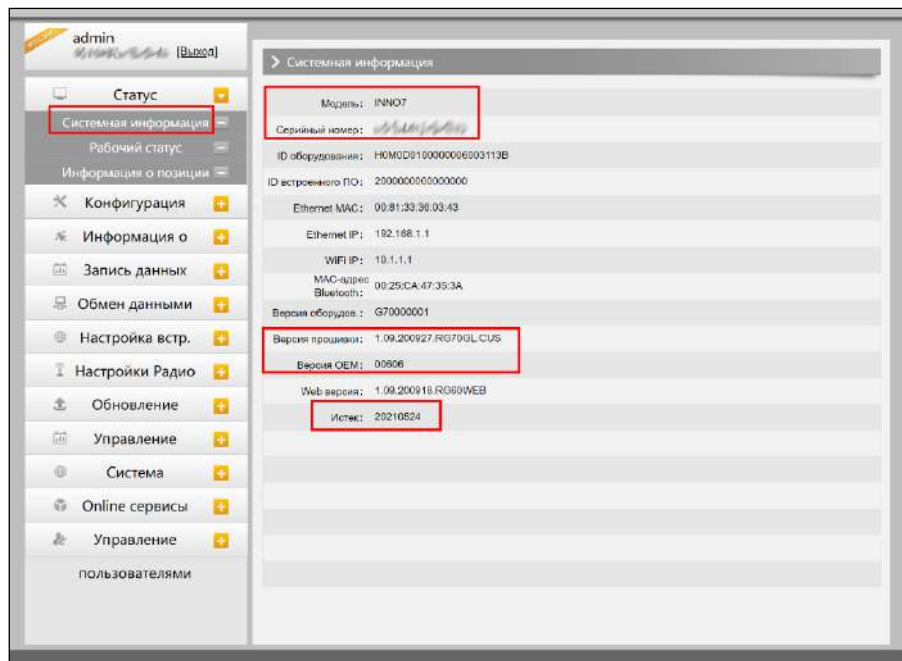 admin
[Выход]
Статус
Системная информация
Рабочий статус
Информация о позиции
Конфигурация
Информация о
Запись данных
Обмен данными
Настройка встр.
Настройки Радио
Обновление
Управление
Система
Online сервисы
Управление
пользователями
Системная информация
Модель: INNO7
Серийный номер:
ID оборудования: H0M0D0100000006003113B
ID встроенного ПО: 2000000000000000
Ethernet MAC: 00:81:33:36:03:43
Ethernet IP: 192.168.1.1
WiFi IP: 10.1.1.1
MAC-адрес
Bluetooth: 00:25:CA:47:35:3A
Версия оборудов.: G70000001
Версия прошивки: 1.09.200927.RG70GL.CUS
Версия OEM: 00606
Web версия: 1.09.200918.RG60WEB
Истек: 20210524